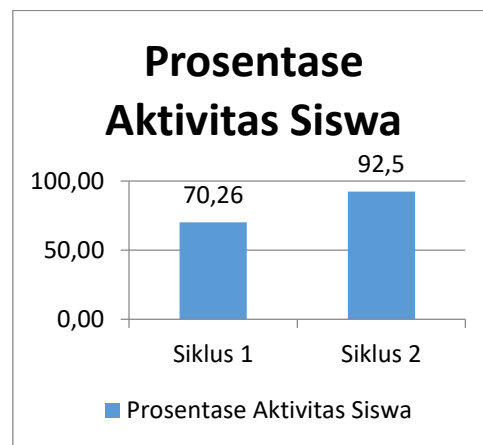 Prosentase
Aktivitas Siswa
100,00
50,00
0,00
70,26
92,5
Siklus 1
Siklus 2
Prosentase Aktivitas Siswa